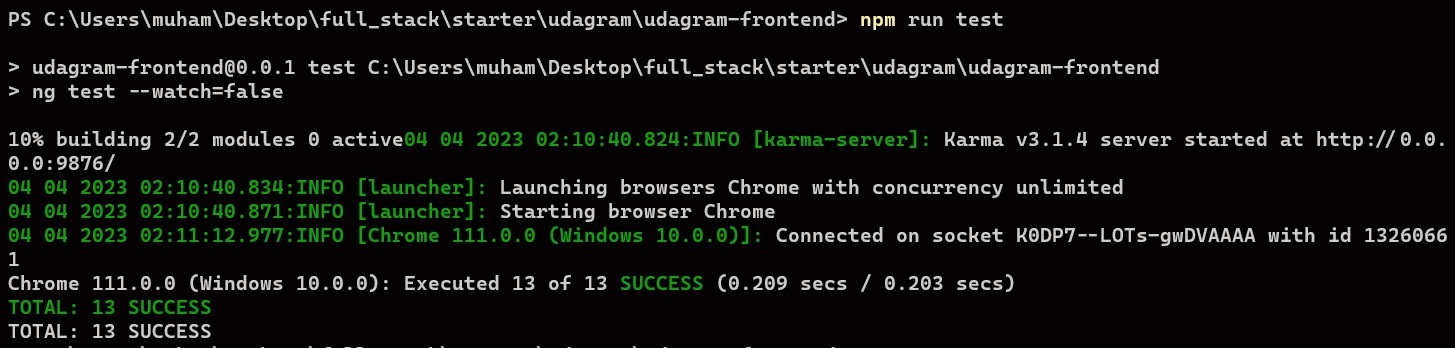 PS C:\Users\muham\Desktop\full_stack\starter\udagram\udagram-frontend> npm run test
> udagram-frontend@0.0.1 test C:\Users\muham\Desktop\full_stack\starter\udagram\udagram-frontend
> ng test --watch=false
10% building 2/2 modules 0 active04 04 2023 02:10:40.824:INFO [karma-server]: Karma v3.1.4 server started at http://0.0.
0.0:9876/
04 04 2023 02:10:40.834:INFO [launcher]: Launching browsers Chrome with concurrency unlimited
04 04 2023 02:10:40.871:INFO [launcher]: Starting browser Chrome
04 04 2023 02:11:12.977:INFO [Chrome 111.0.0 (Windows 10.0.0)]: Connected on socket K0DP7--LOTs-gwDVAAAA with id 1326066
1
Chrome 111.0.0 (Windows 10.0.0): Executed 13 of 13 SUCCESS (0.209 secs / 0.203 secs)
TOTAL: 13 SUCCESS
TOTAL: 13 SUCCESS